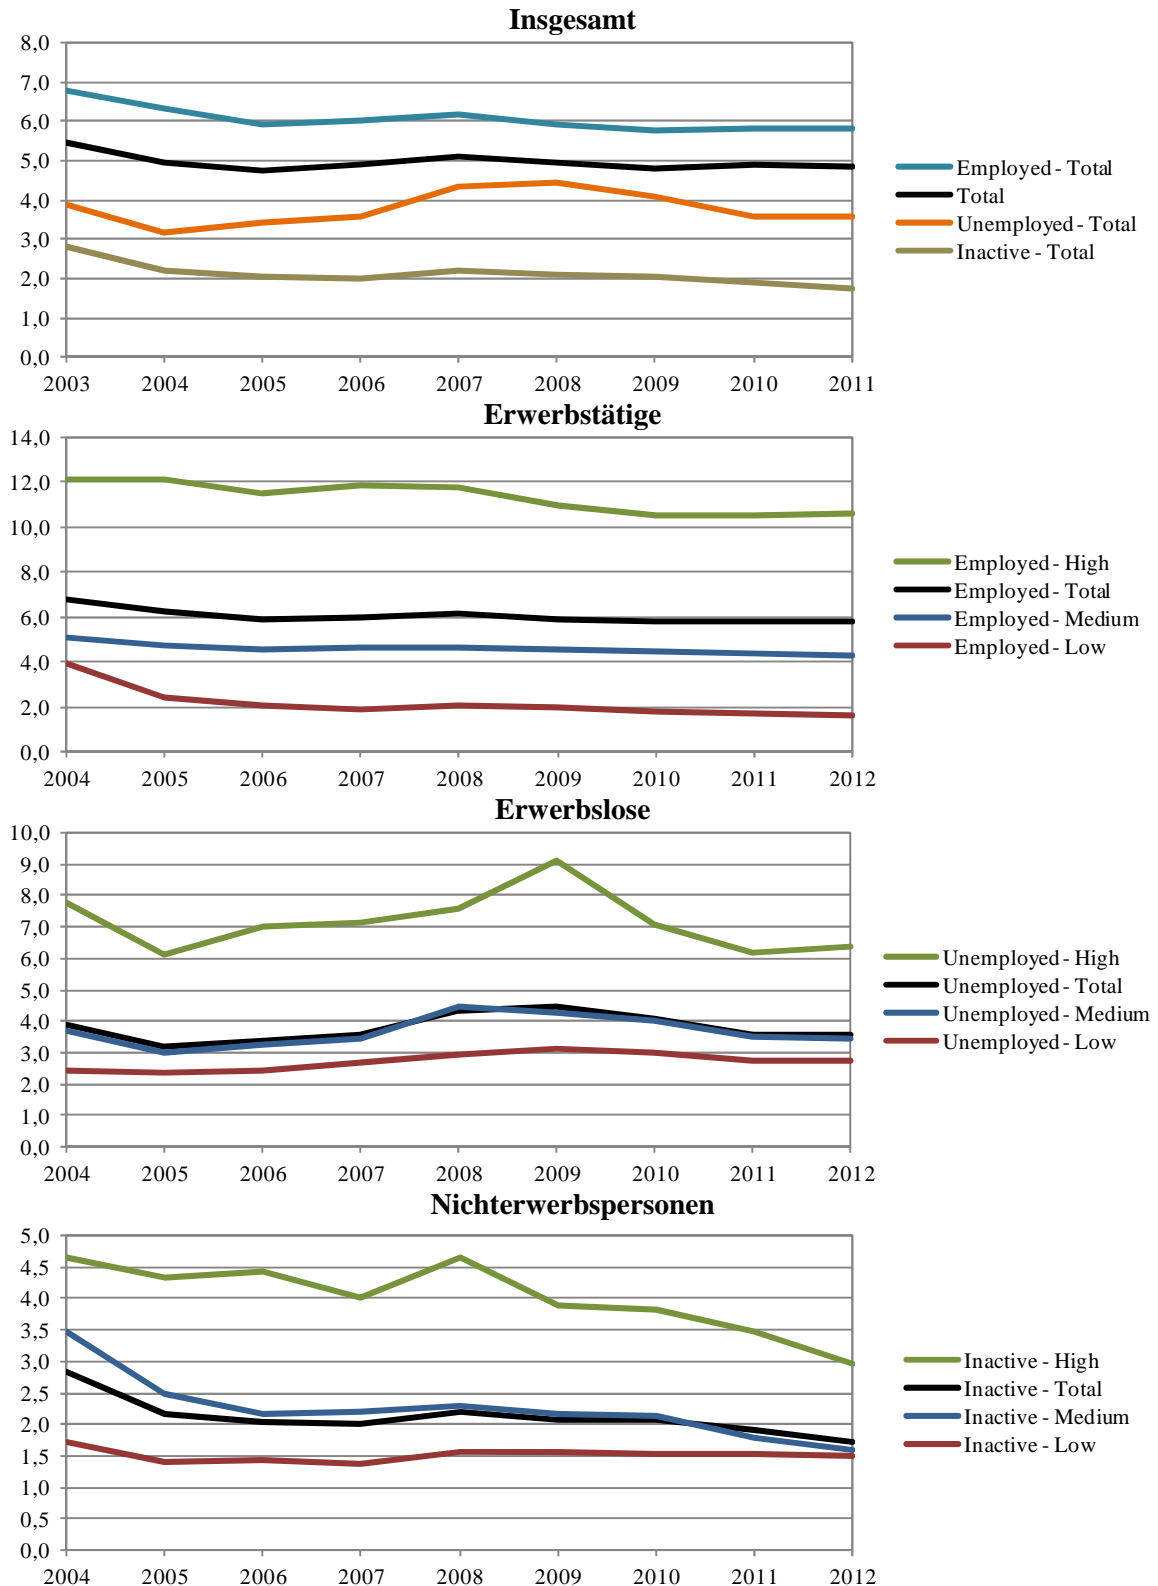 Insgesamt
8,0
7,0
6,0
5,0
4,0
3,0
2,0
1,0
0,0
2003 2004 2005 2006 2007 2008 2009 2010 2011
Employed - Total
Total
Unemployed - Total
Inactive - Total
Erwerbstätige
14,0
12,0
10,0
8,0
6,0
4,0
2,0
0,0
2004 2005 2006 2007 2008 2009 2010 2011 2012
Employed - High
Employed - Total
Employed - Medium
Employed - Low
Erwerbslose
10,0
9,0
8,0
7,0
6,0
5,0
4,0
3,0
2,0
1,0
0,0
2004 2005 2006 2007 2008 2009 2010 2011 2012
Unemployed - High
Unemployed - Total
Unemployed - Medium
Unemployed - Low
Nichterwerbspersonen
5,0
4,5
4,0
3,5
3,0
2,5
2,0
1,5
1,0
0,5
0,0
2004 2005 2006 2007 2008 2009 2010 2011 2012
Inactive - High
Inactive - Total
Inactive - Medium
Inactive - Low